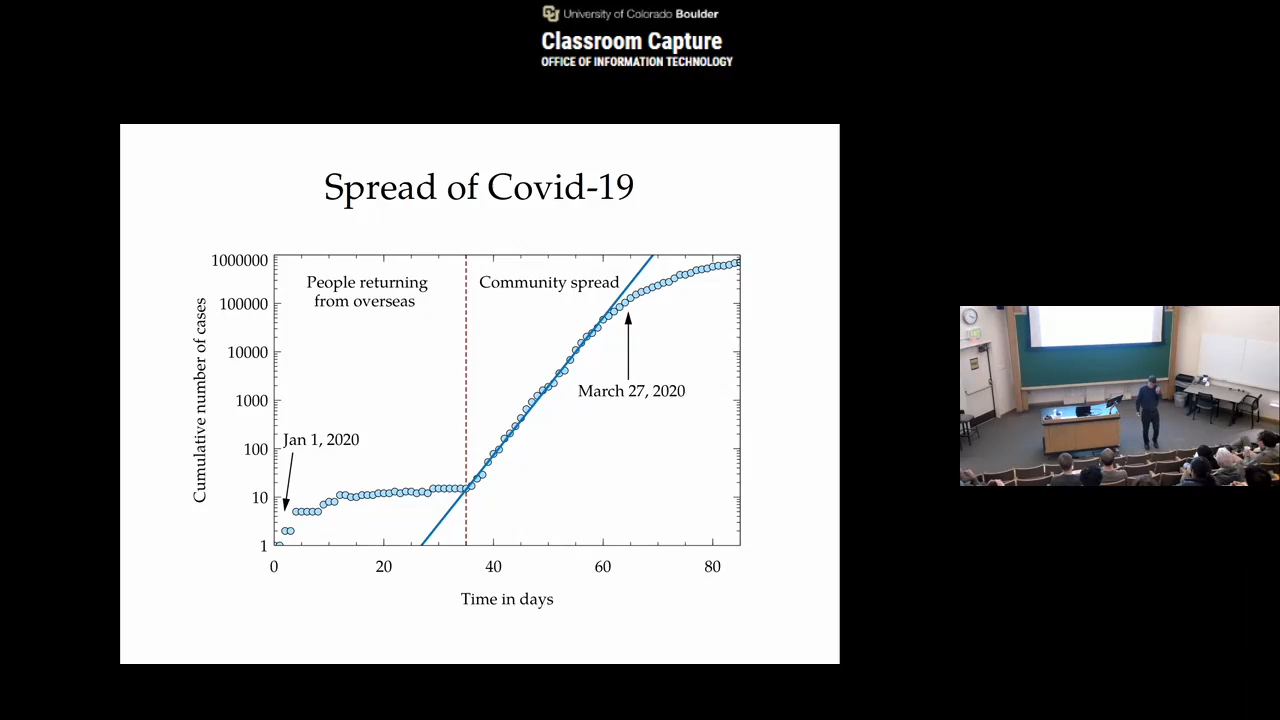 University of Colorado Boulder
Classroom Capture
OFFICE OF INFORMATION TECHNOLOGY
Spread of Covid-19
1000000
100000
10000
1000
100
10
1
Cumulative number of cases
People returning
from overseas
Community spread
March 27, 2020
Jan 1, 2020
0 20 40 60 80
Time in days